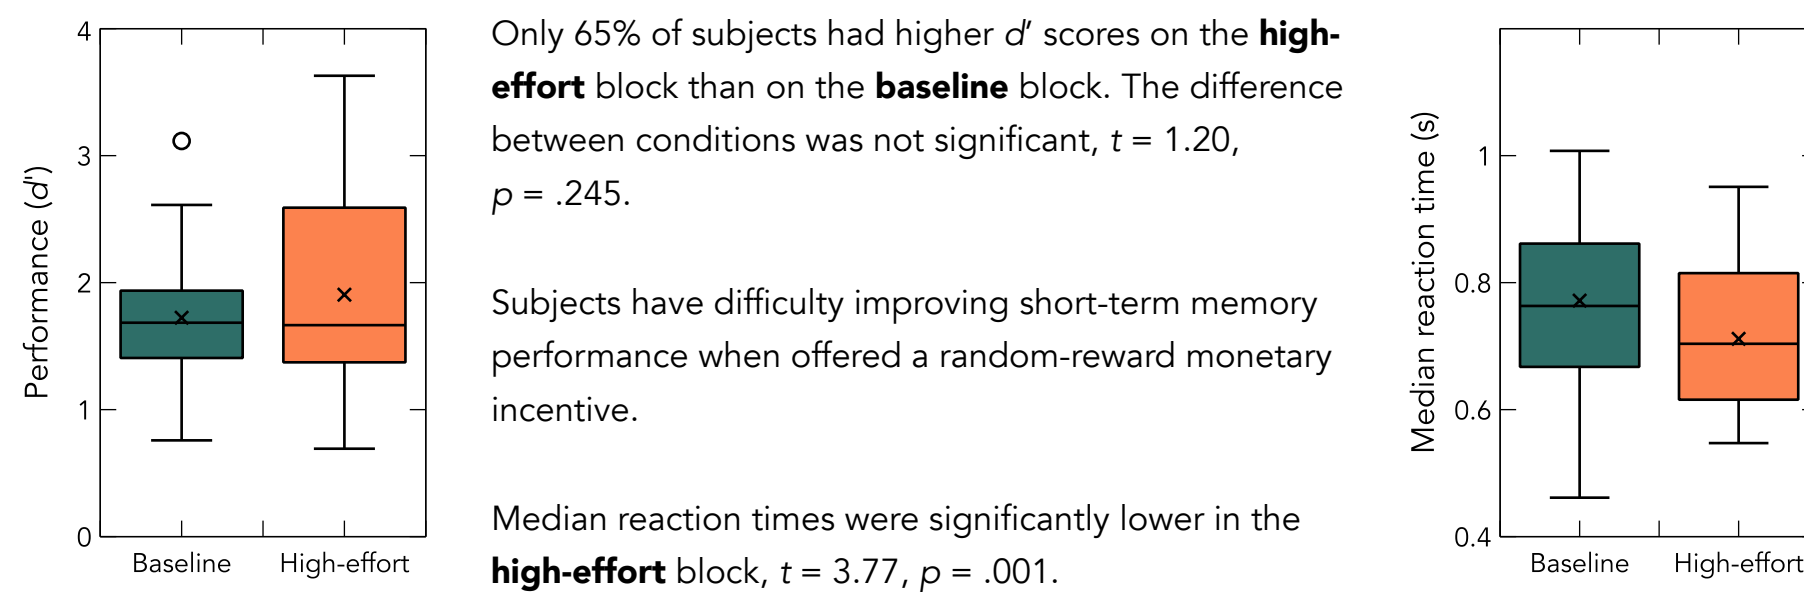 4
3
2
1
0
Performance (d')
Baseline
High-effort
Only 65% of subjects had higher d′ scores on the high-
effort block than on the baseline block. The difference
between conditions was not significant, t = 1.20,
p = .245.
Subjects have difficulty improving short-term memory
performance when offered a random-reward monetary
incentive.
Median reaction times were significantly lower in the
high-effort block, t = 3.77, p = .001.
1
0.8
0.6
0.4
Median reaction time (s)
Baseline
High-effort